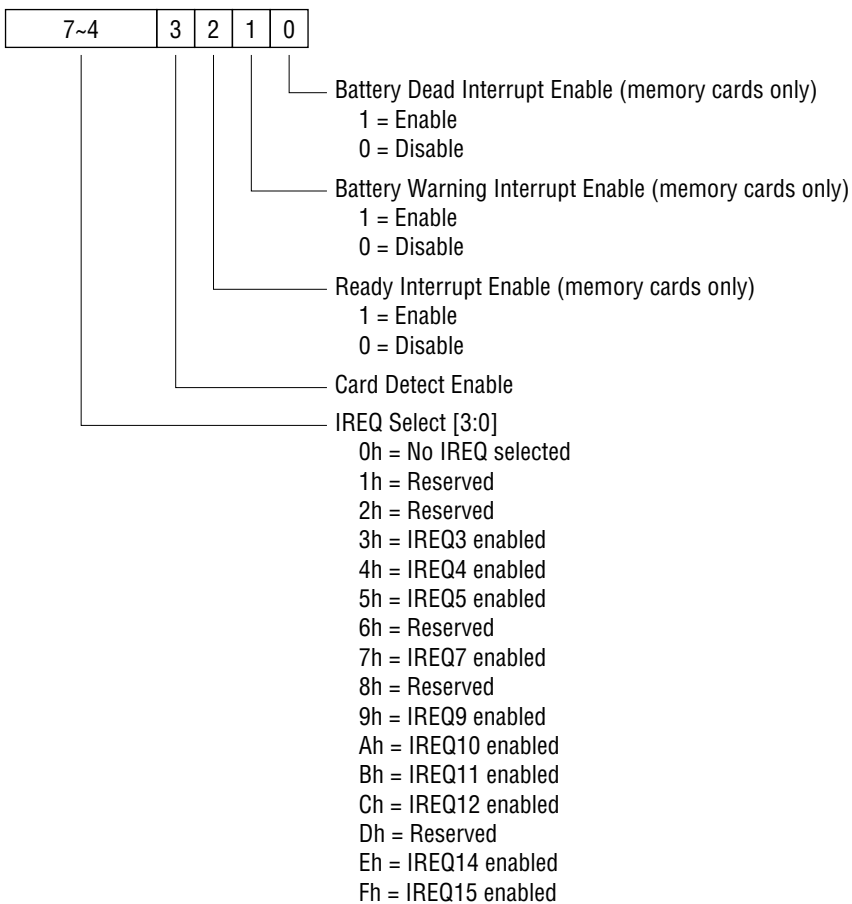 7~4 3 2 1 0
Battery Dead Interrupt Enable (memory cards only)
1 = Enable
0 = Disable
Battery Warning Interrupt Enable (memory cards only)
1 = Enable
0 = Disable
Ready Interrupt Enable (memory cards only)
1 = Enable
0 = Disable
Card Detect Enable
IREQ Select [3:0]
0h = No IREQ selected
1h = Reserved
2h = Reserved
3h = IREQ3 enabled
4h = IREQ4 enabled
5h = IREQ5 enabled
6h = Reserved
7h = IREQ7 enabled
8h = Reserved
9h = IREQ9 enabled
Ah = IREQ10 enabled
Bh = IREQ11 enabled
Ch = IREQ12 enabled
Dh = Reserved
Eh = IREQ14 enabled
Fh = IREQ15 enabled